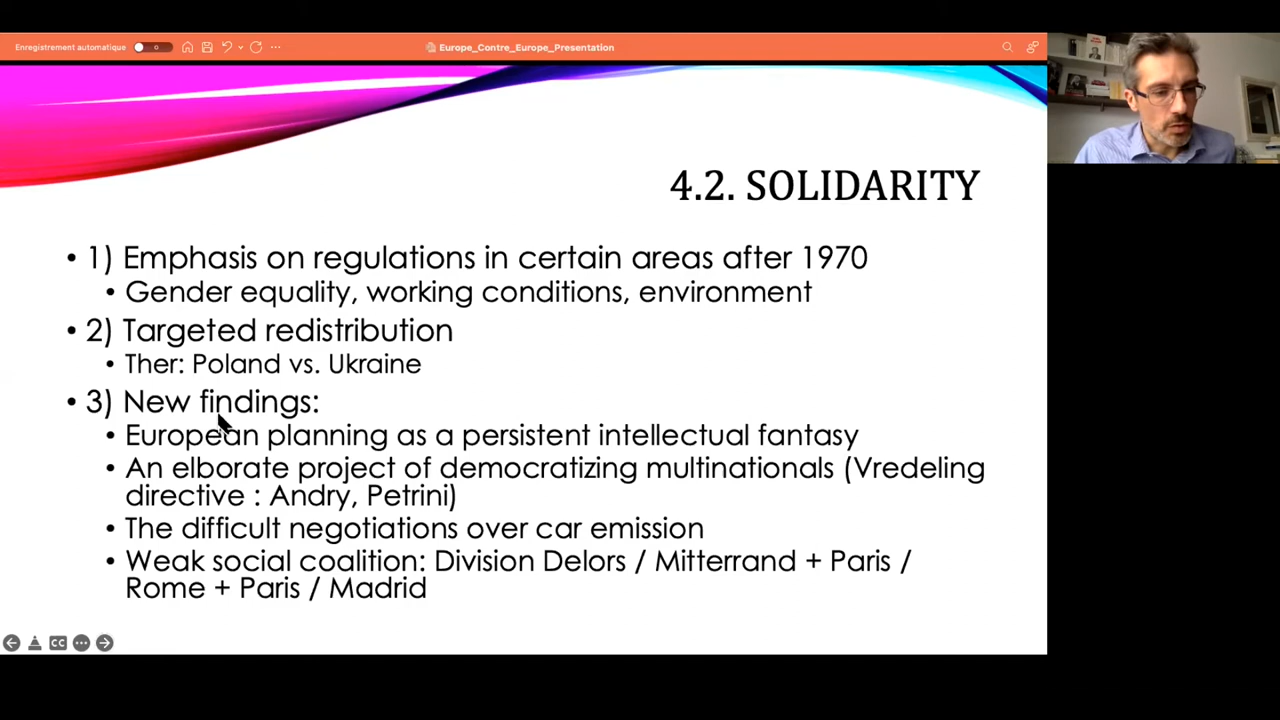 Enregistrement automatique
Europe_Contre_Europe_Presentation
4.2. SOLIDARITY
• 1) Emphasis on regulations in certain areas after 1970
• Gender equality, working conditions, environment
• 2) Targeted redistribution
• Ther: Poland vs. Ukraine
• 3) New findings:
• European planning as a persistent intellectual fantasy
• An elborate project of democratizing multinationals (Vredeling
directive : Andry, Petrini)
• The difficult negotiations over car emission
• Weak social coalition: Division Delors / Mitterrand + Paris /
Rome + Paris / Madrid
CC